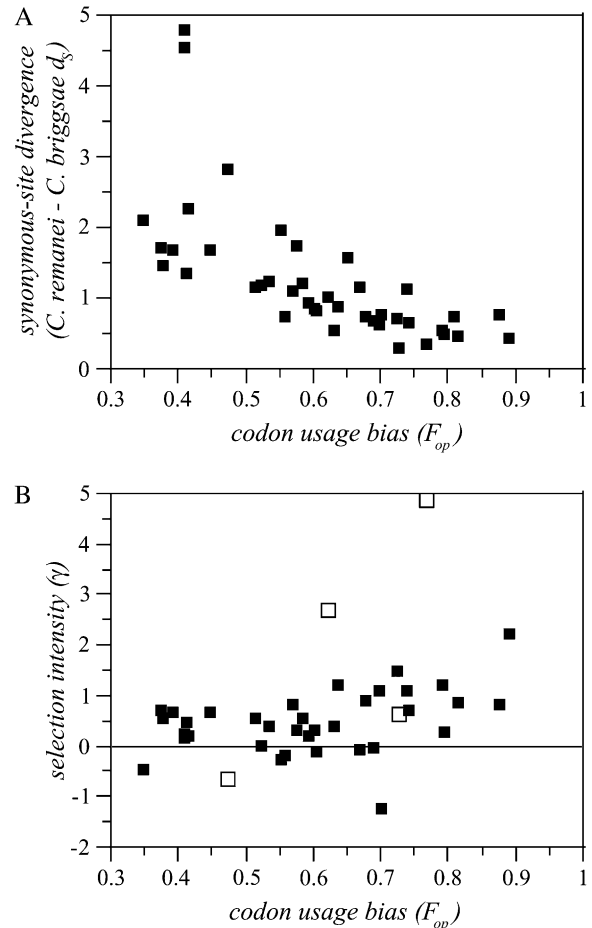 A
synonymous-site divergence
(C. remanei - C. briggsae dS)
5
4
3
2
1
0
0.3 0.4 0.5 0.6 0.7 0.8 0.9 1
codon usage bias (Fop)
B
selection intensity (γ)
5
4
3
2
1
0
-1
-2
0.3 0.4 0.5 0.6 0.7 0.8 0.9 1
codon usage bias (Fop)